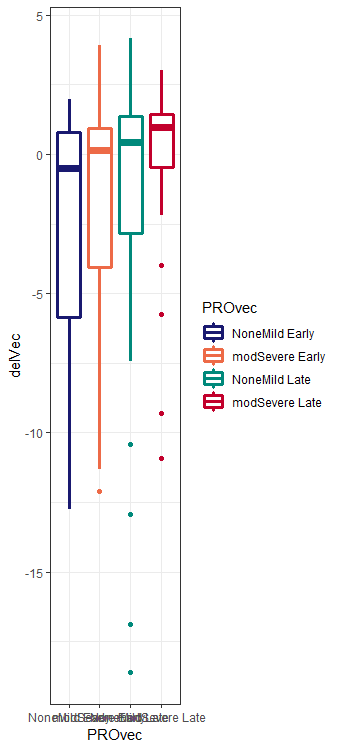 5
0
-5
-10
-15
delVec
PROvec
NoneMild Early
modSevere Early
NoneMild Late
modSevere Late
PROvec